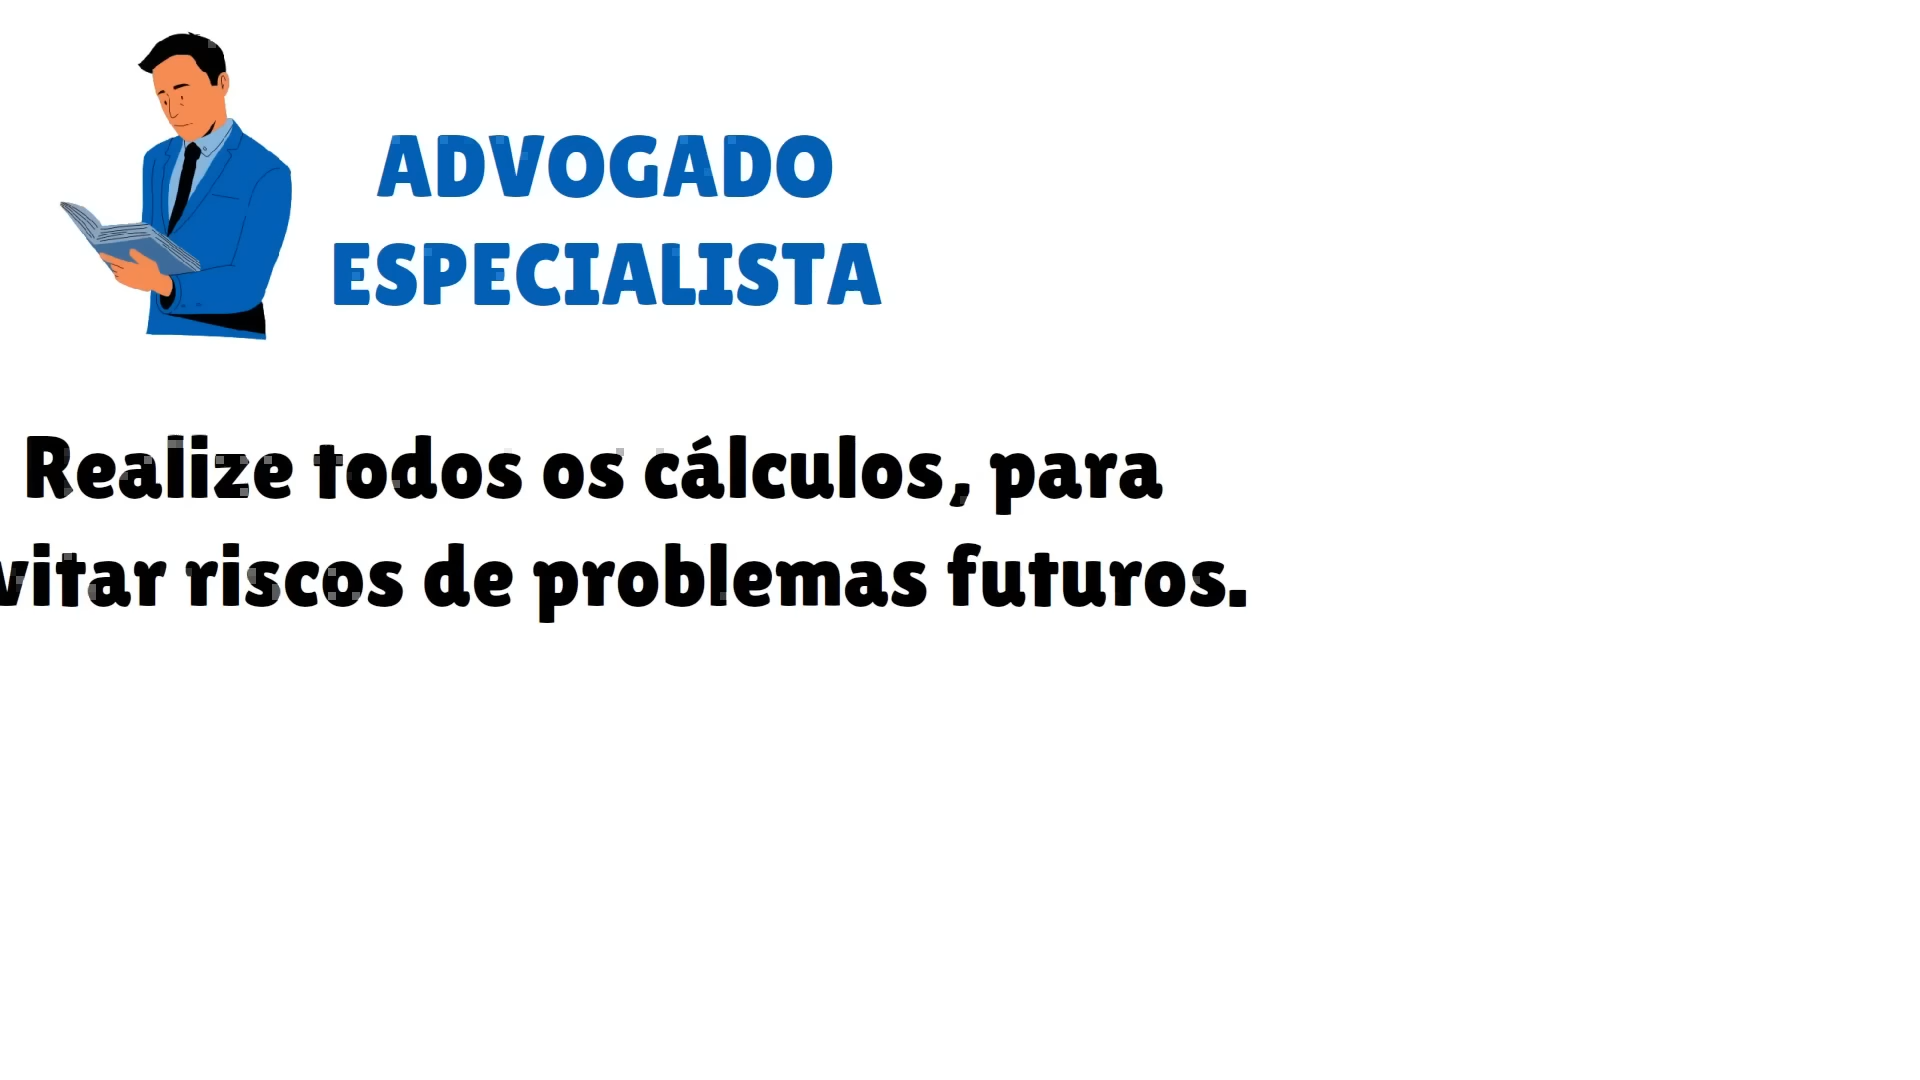 ADVOGADO
ESPECIALISTA
Realize todos os cálculos, para
vitar riscos de problemas futuros.